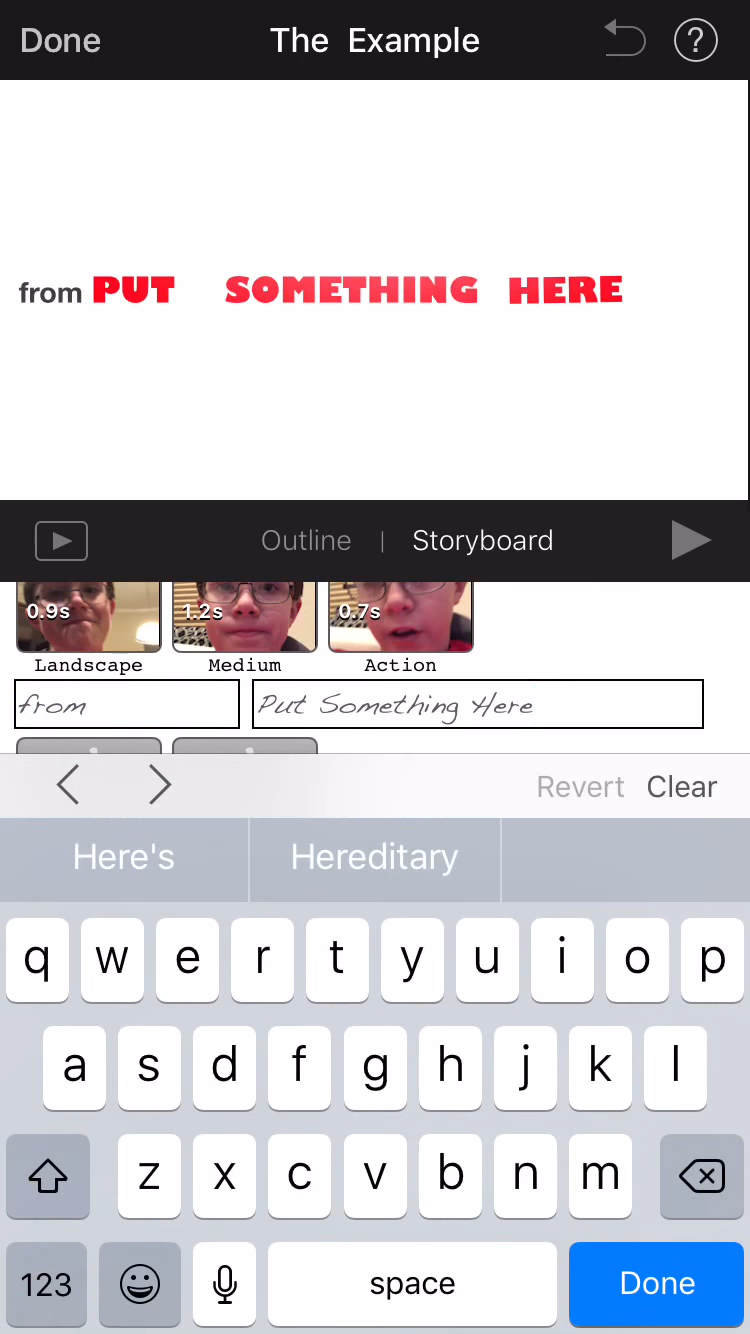 Done The Example ?
from PUT SOMETHING HERE
Outline | Storyboard
0.9s 1.2s 0.7s
Landscape Medium Action
from Put Something Here
Revert Clear
Here's Hereditary
q w e r t y u i o p
a s d f g h j k l
z x c v b n m
123 space Done